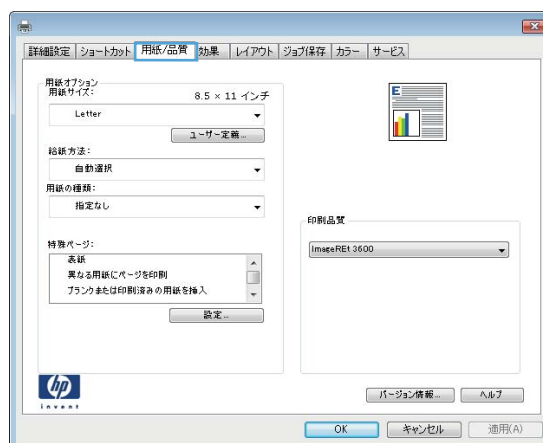 詳細設定 ショートカット 用紙/品質 効果 レイアウト ジョブ保存 カラー サービス
用紙オプション
用紙サイズ: 8.5 × 11 インチ
Letter
ユーザー定義...
給紙方法:
自動選択
用紙の種類:
指定なし
特殊ページ:
表紙
異なる用紙にページを印刷
ブランクまたは印刷済みの用紙を挿入
設定...
E
印刷品質
ImageREt 3600
hp
invent
バージョン情報... ヘルプ
OK キャンセル 適用(A)